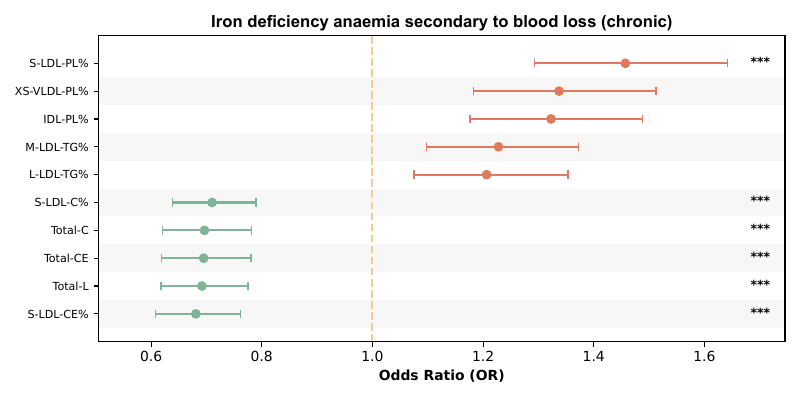 Iron deficiency anaemia secondary to blood loss (chronic)
S-LDL-PL% ***
XS-VLDL-PL%
IDL-PL%
M-LDL-TG%
L-LDL-TG%
S-LDL-C% ***
Total-C ***
Total-CE ***
Total-L ***
S-LDL-CE% ***
0.6 0.8 1.0 1.2 1.4 1.6
Odds Ratio (OR)